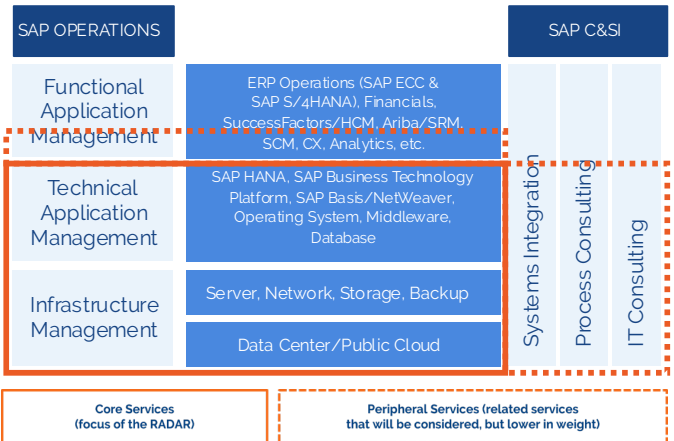 SAP OPERATIONS
SAP C&SI
Functional
Application
Management
ERP Operations (SAP ECC &
SAP S/4HANA), Financials,
SuccessFactors/HCM, Ariba/SRM,
SCM, CX, Analytics, etc.
Technical
Application
Management
SAP HANA, SAP Business Technology
Platform, SAP Basis/NetWeaver,
Operating System, Middleware,
Database
Infrastructure
Management
Server, Network, Storage, Backup
Data Center/Public Cloud
Systems Integration
Process Consulting
IT Consulting
Core Services
(focus of the RADAR)
Peripheral Services (related services
that will be considered, but lower in weight)